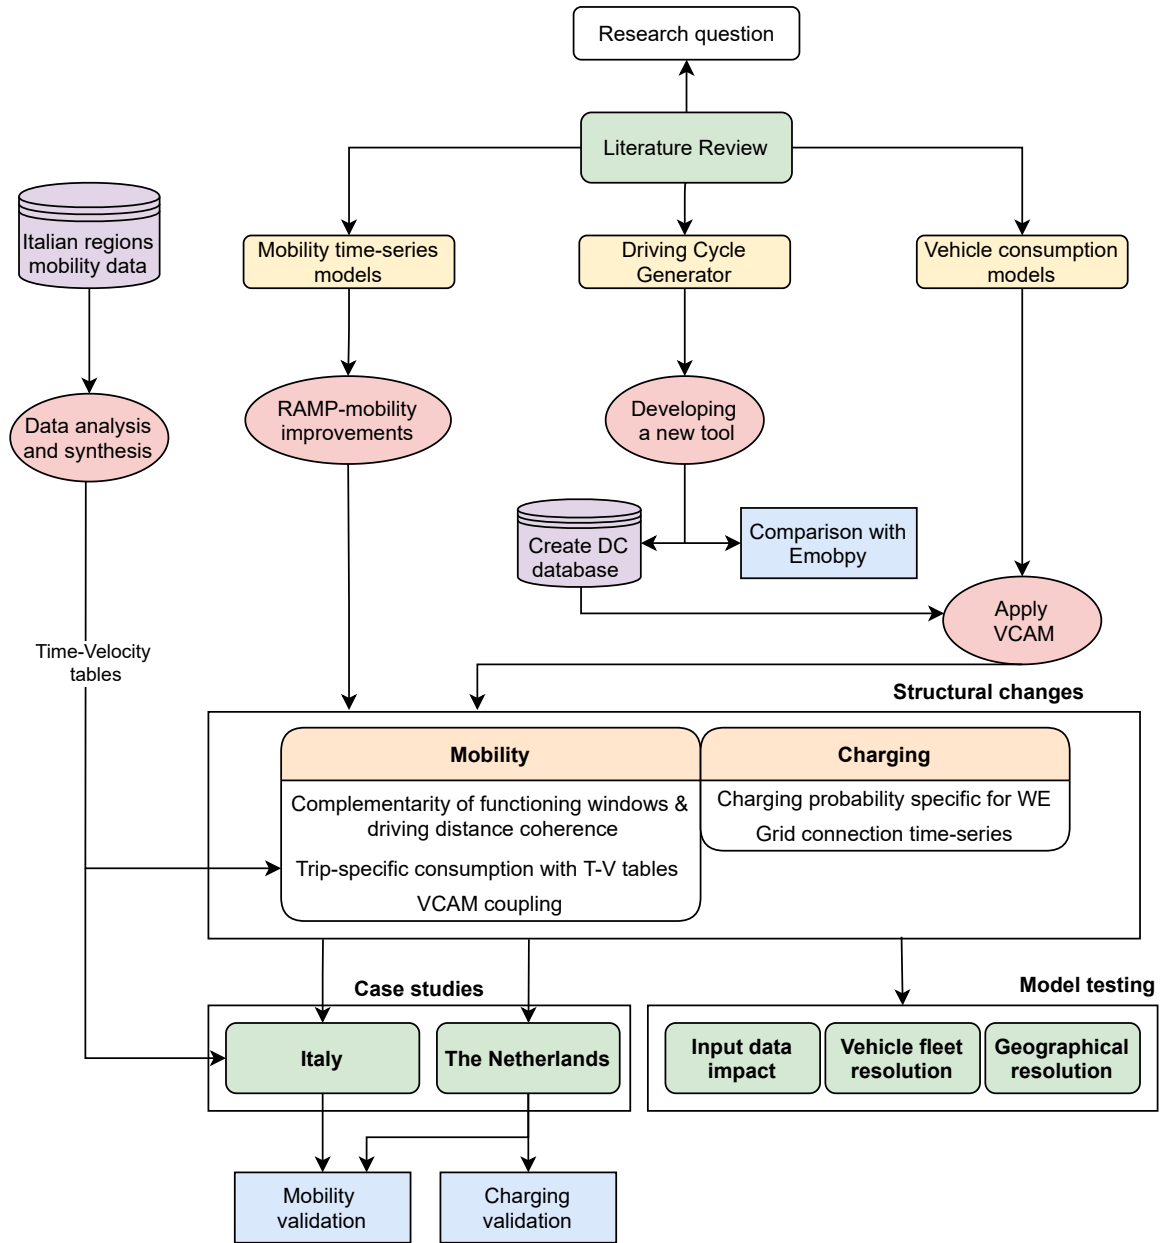 Research question
Literature Review
Italian regions
mobility data
Mobility time-series
models
Driving Cycle
Generator
Vehicle consumption
models
Data analysis
and synthesis
RAMP-mobility
improvements
Developing
a new tool
Create DC
database
Comparison with
Emobpy
Apply
VCAM
Time-Velocity
tables
Structural changes
Mobility
Complementarity of functioning windows &
driving distance coherence
Trip-specific consumption with T-V tables
VCAM coupling
Charging
Charging probability specific for WE
Grid connection time-series
Case studies
Italy
The Netherlands
Model testing
Input data
impact
Vehicle fleet
resolution
Geographical
resolution
Mobility
validation
Charging
validation